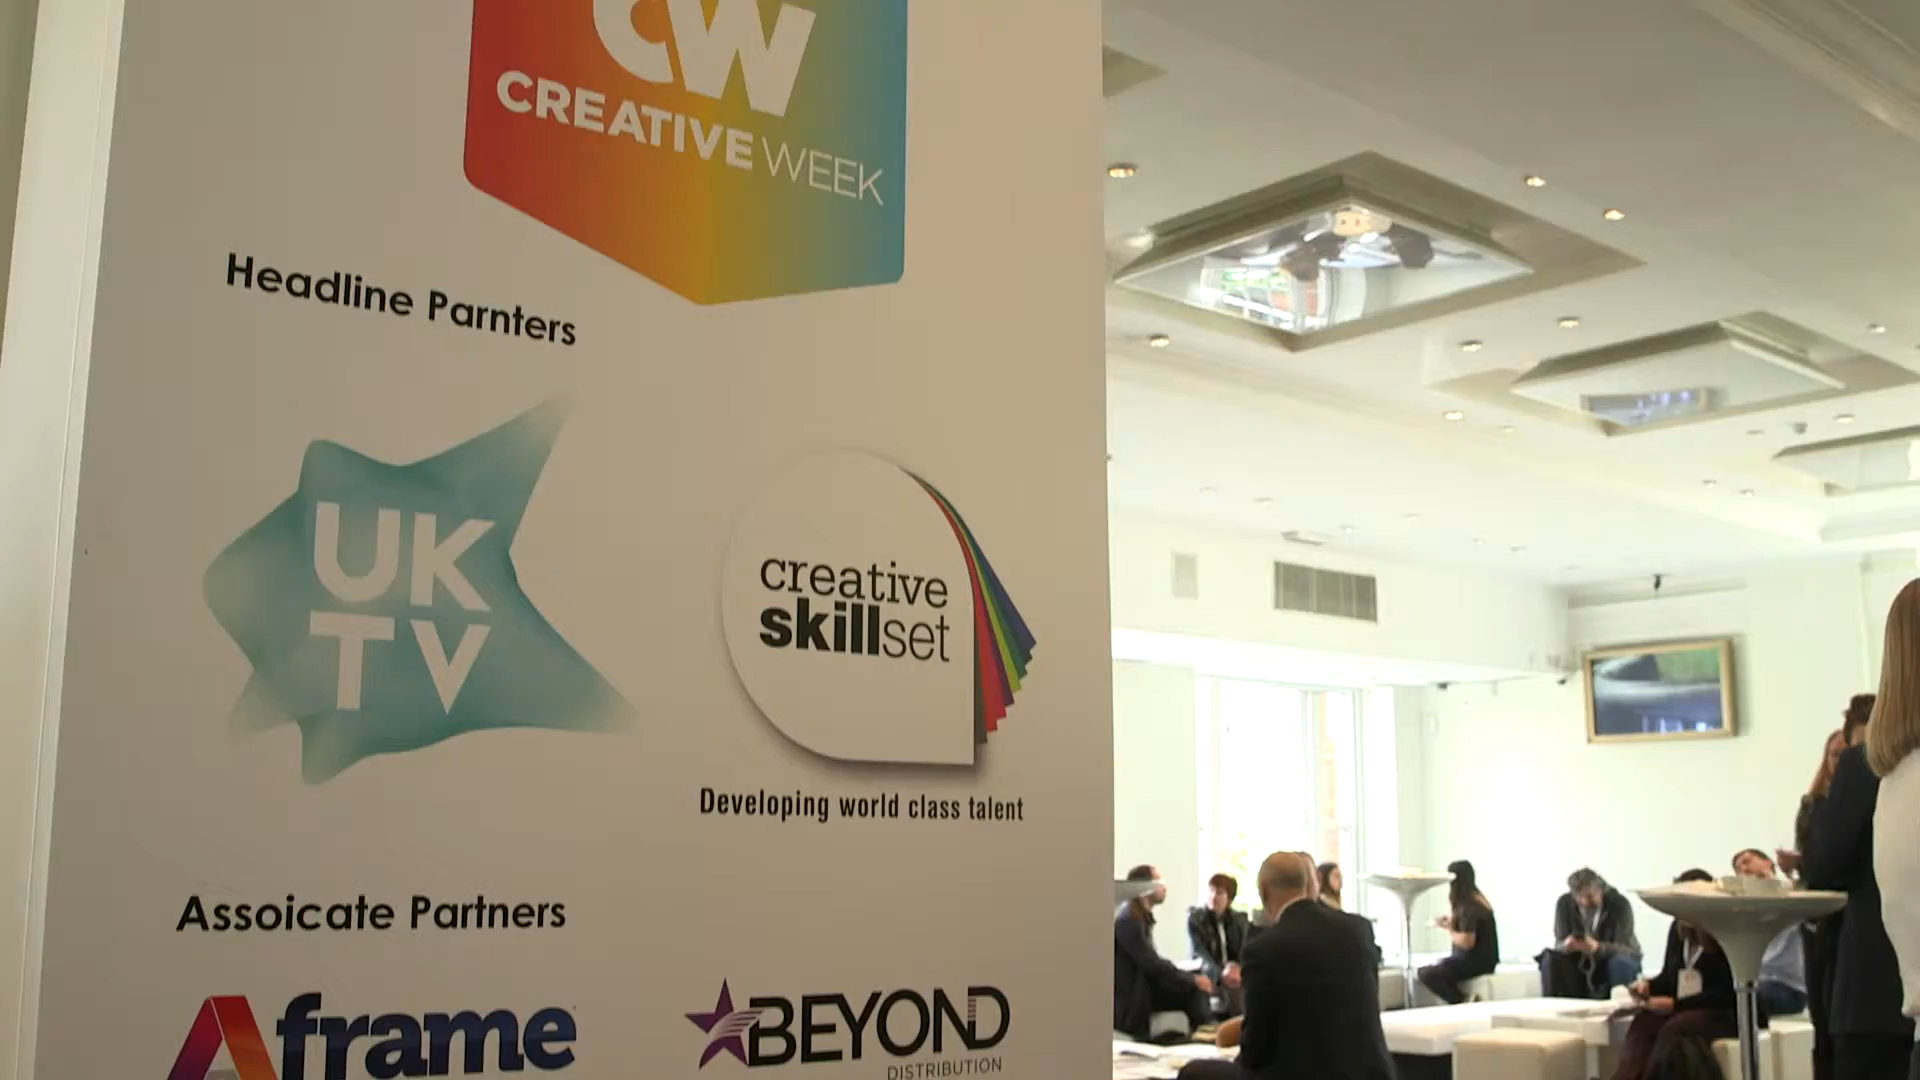 CW
CREATIVE WEEK
Headline Parnters
UK
TV
creative
skillset
Developing world class talent
Assoicate Partners
Aframe
BEYOND
DISTRIBUTION